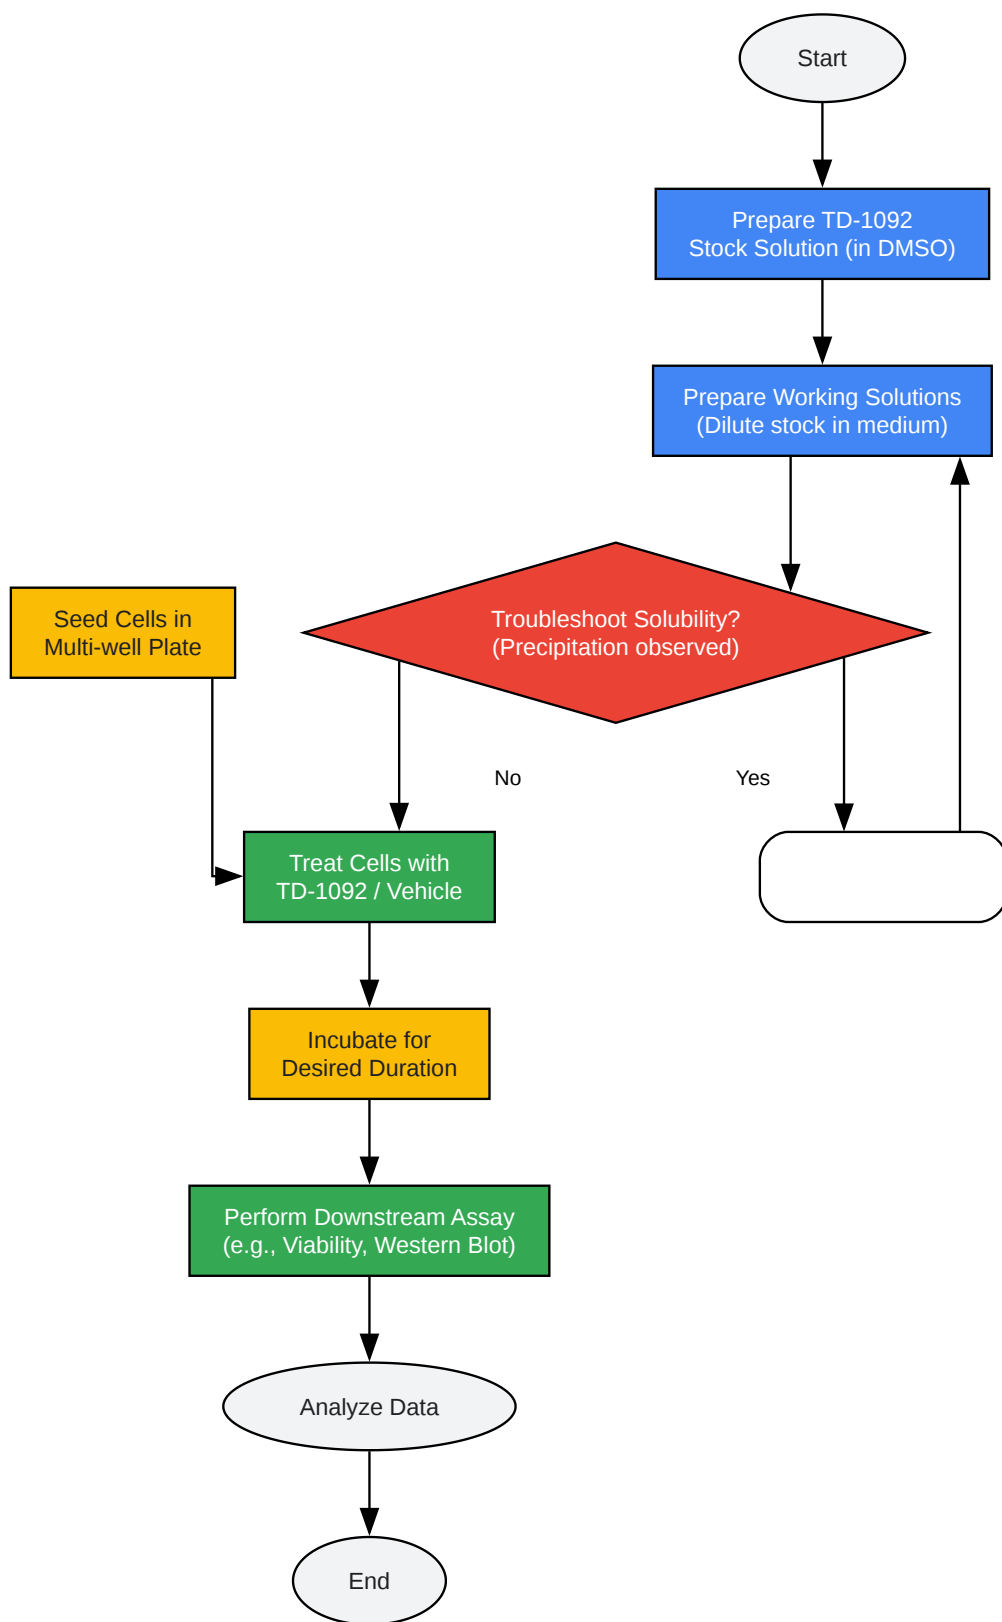 Start
Prepare TD-1092
Stock Solution (in DMSO)
Prepare Working Solutions
(Dilute stock in medium)
Troubleshoot Solubility?
(Precipitation observed)
Seed Cells in
Multi-well Plate
No
Yes
Treat Cells with
TD-1092 / Vehicle
Incubate for
Desired Duration
Perform Downstream Assay
(e.g., Viability, Western Blot)
Analyze Data
End